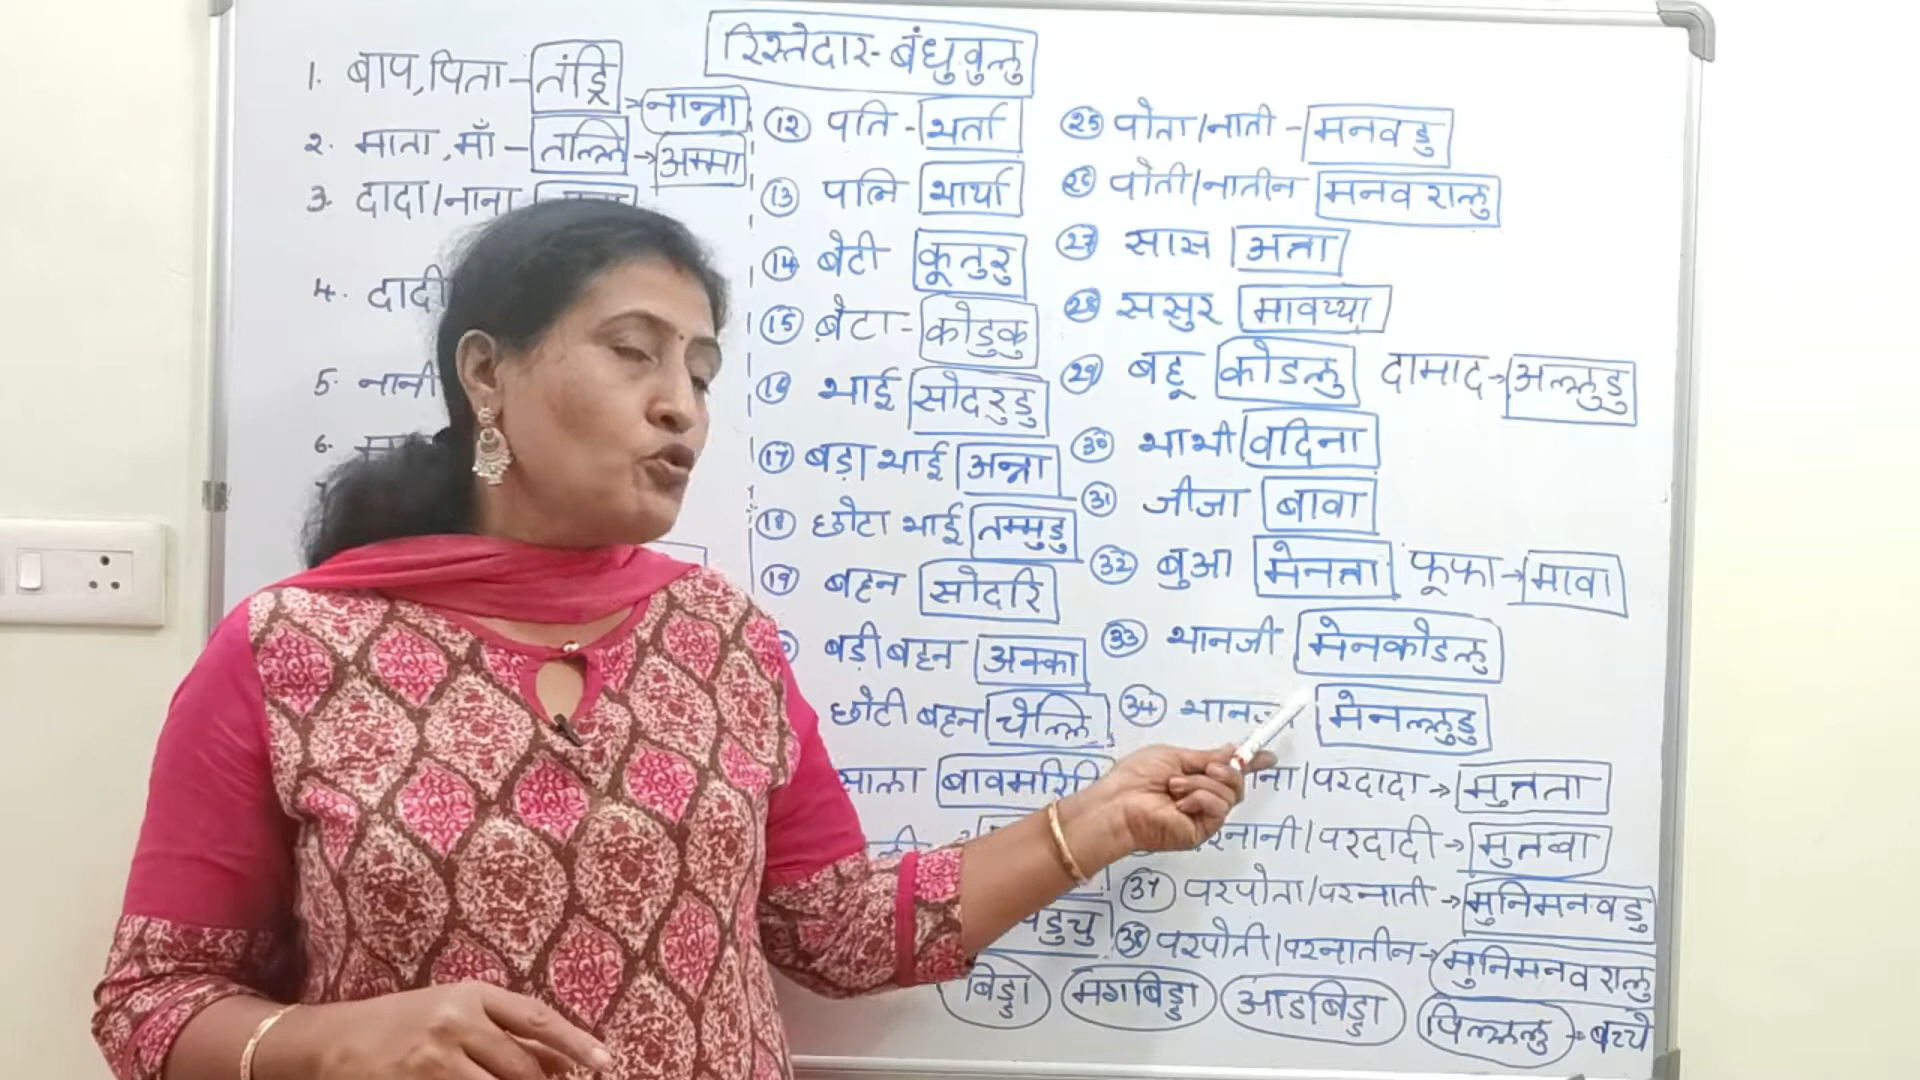 रिस्तेदार-बंधुवुलु
1. बाप,पिता-तंड्रि → नान्ना
2. माता,माँ-तल्लि → अम्मा
3. दादा/नाना
4. दादी
5. नानी
6.
12 पति-भर्ता
13 पत्नि भार्या
14 बेटी कूतुरु
15 बेटा-कोडुकु
16 भाई सोदरुडु
17 बड़ा भाई अन्ना
18 छोटा भाई तम्मुडु
19 बहन सोदरि
बड़ी बहन अक्का
छोटी बहन चेल्लि
साला बावमरिदि
बिड्डा मगबिड्डा आडबिड्डा पिल्ललु → बच्चे
25 पोता/नाती-मनवडु
26 पोती/नातीन मनवरालु
27 सास अत्ता
28 ससुर मावय्या
29 बहू कोडलु दामाद→अल्लुडु
30 भाभी वदिना
31 जीजा बावा
32 बुआ मेनत्ता फूफा→मावा
33 भानजी मेनकोडलु
34 मेनल्लुडु
परदादा→मुत्तता
परदादी→मुतवा
37 परपोता/परनाती→मुनिमनवडु
38 परपोती/परनातीन→मुनिमनवरालु